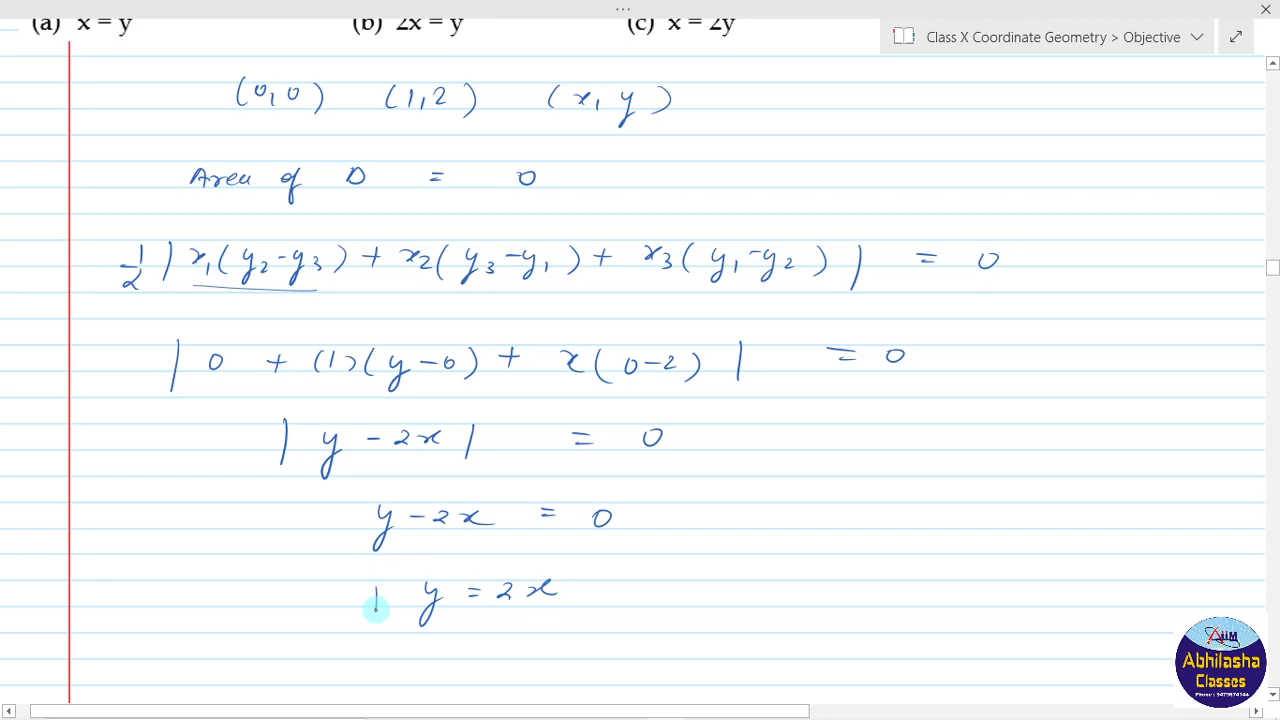 (a) x = y (b) 2x = y (c) x = 2y
Class X Coordinate Geometry > Objective
(0,0) (1,2) (x, y)
Area of D = 0
1/2 | x1(y2-y3) + x2(y3-y1) + x3(y1-y2) | = 0
| 0 + (1)(y-0) + x(0-2) | = 0
| y - 2x | = 0
y - 2x = 0
y = 2x
AIIM
Abhilasha
Classes